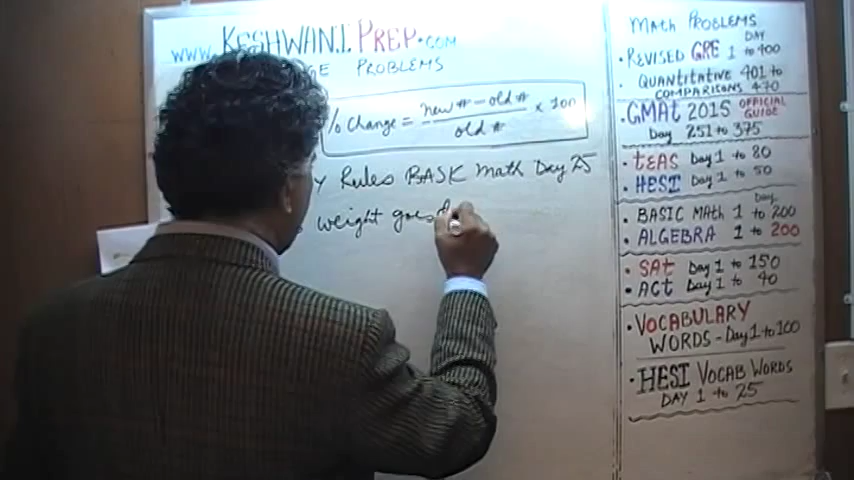 www. KESHWANI PREP.COM
PROBLEMS
% Change = new # - old # / old # × 100
Rules BASIC Math Day 25
weight goes
Math PROBLEMS
• REVISED GRE DAY 1 to 400
• QUANTITATIVE COMPARISONS 401 to 470
• GMAt 2015 OFFICIAL GUIDE
Day 251 to 375
• tEAS Day 1 to 80
• HESI Day 1 to 50
Day
• BASIC Math 1 to 200
• ALGEBRA 1 to 200
• SAt Day 1 to 150
• Act Day 1 to 40
• VOCABULARY
WORDS - Day 1 to 100
• HESI VOCAB WORDS
DAY 1 to 25